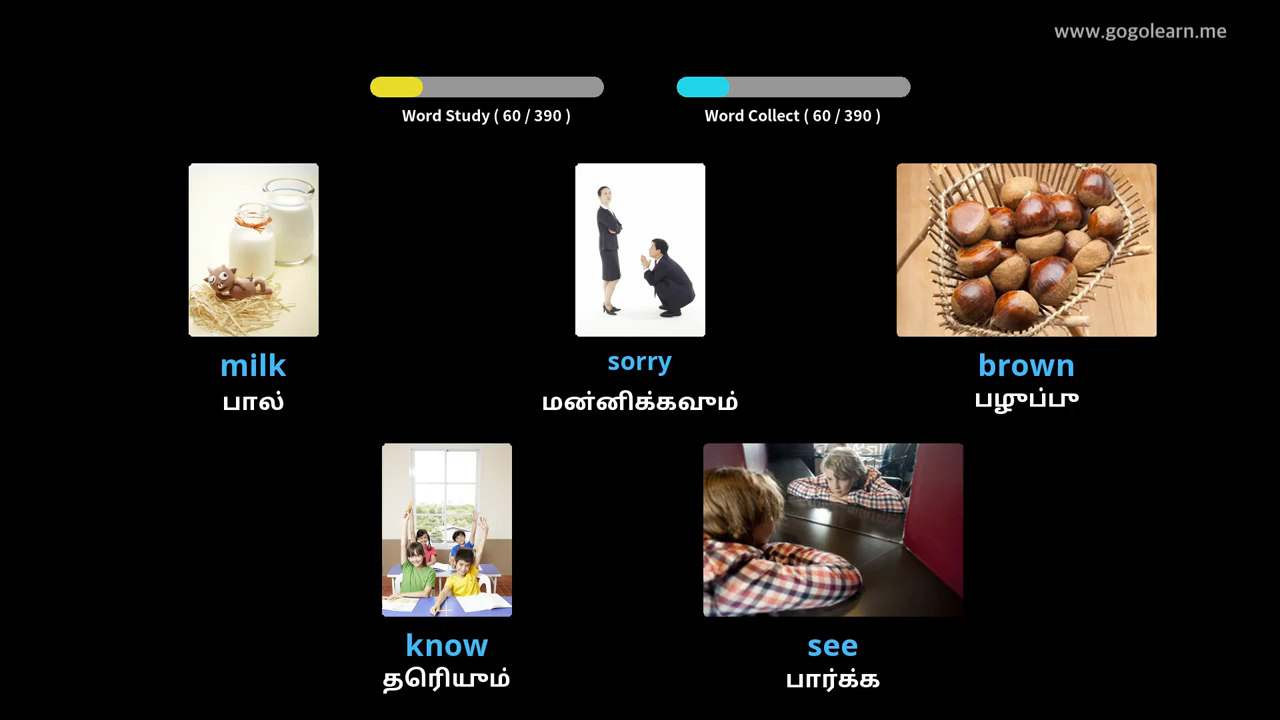 www.gogolearn.me
Word Study ( 60 / 390 )
Word Collect ( 60 / 390 )
milk
பால்
sorry
மன்னிக்கவும்
brown
பழுப்பு
know
தெரியும்
see
பார்க்க